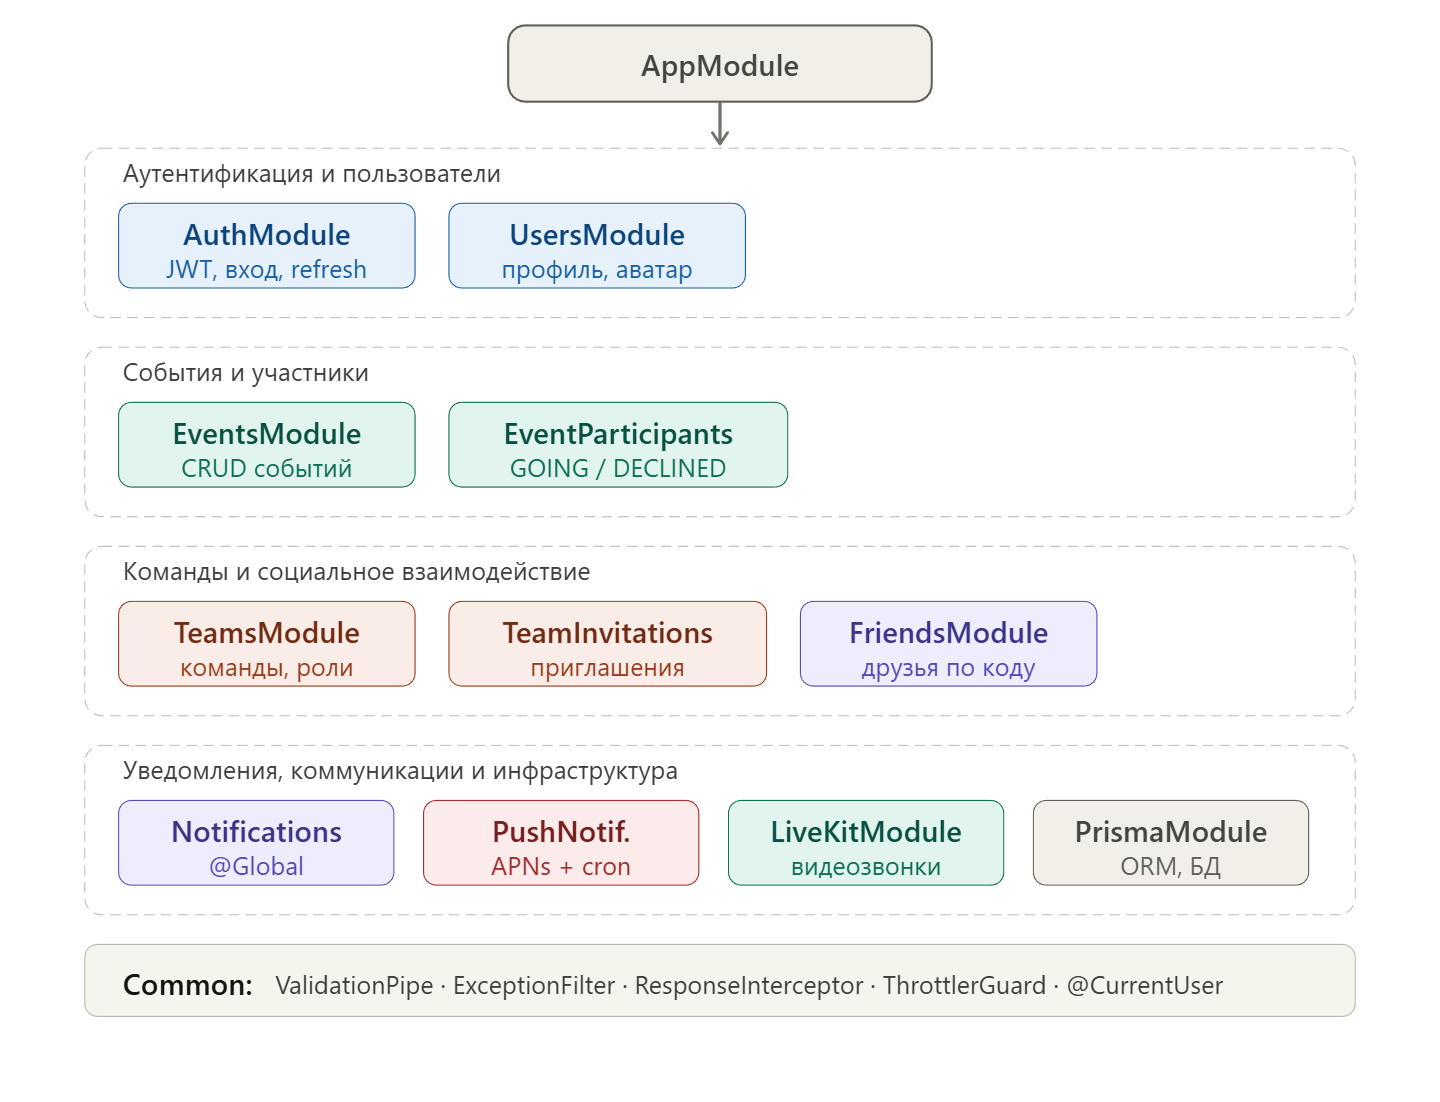 AppModule
Аутентификация и пользователи
AuthModule
JWT, вход, refresh
UsersModule
профиль, аватар
События и участники
EventsModule
CRUD событий
EventParticipants
GOING / DECLINED
Команды и социальное взаимодействие
TeamsModule
команды, роли
TeamInvitations
приглашения
FriendsModule
друзья по коду
Уведомления, коммуникации и инфраструктура
Notifications
@Global
PushNotif.
APNs + cron
LiveKitModule
видеозвонки
PrismaModule
ORM, БД
Common: ValidationPipe · ExceptionFilter · ResponseInterceptor · ThrottlerGuard · @CurrentUser